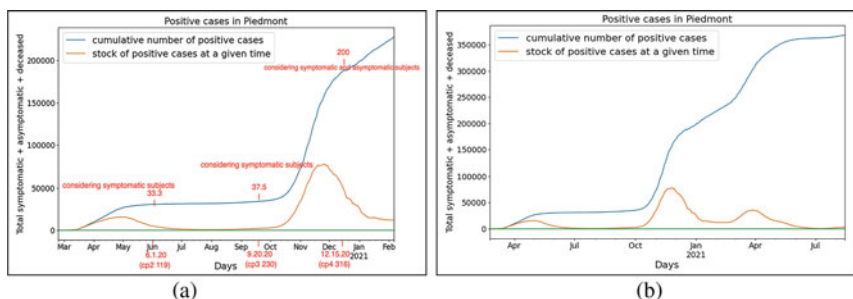 Positive cases in Piedmont
cumulative number of positive cases
stock of positive cases at a given time
200
considering symptomatic and asymptomatic subjects
considering symptomatic subjects
37.5
considering symptomatic subjects
33.3
Total symptomatic + asymptomatic + deceased
200000
150000
100000
50000
0
Mar Apr May Jun Jul Aug Sep Oct Nov Dec Jan Feb
2021
6.1.20 9.20.20 12.15.20
(cp2 119) (cp3 230) (cp4 316)
Days
(a)
Positive cases in Piedmont
cumulative number of positive cases
stock of positive cases at a given time
Total symptomatic + asymptomatic + deceased
350000
300000
250000
200000
150000
100000
50000
0
Apr Jul Oct Jan Apr Jul
2021
Days
(b)